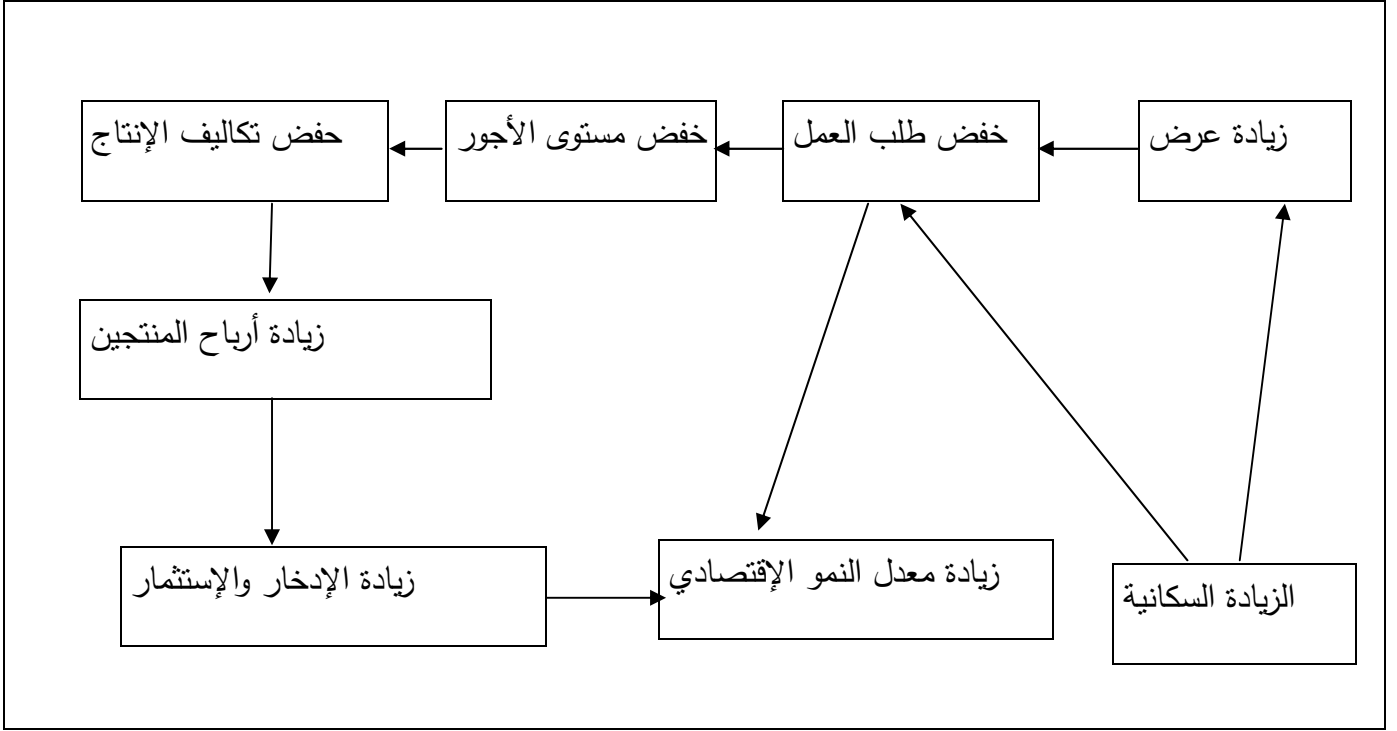 زيادة عرض
خفض طلب العمل
خفض مستوى الأجور
حفض تكاليف الإنتاج
زيادة أرباح المنتجين
زيادة الإدخار والإستثمار
زيادة معدل النمو الإقتصادي
الزيادة السكانية